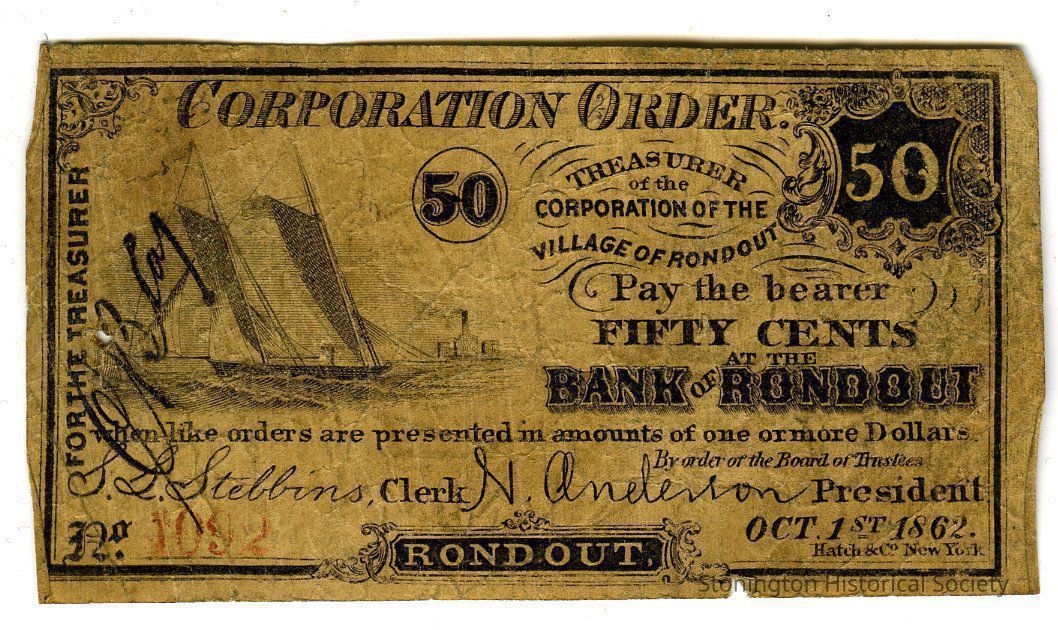 CORPORATION ORDER.
50
50
TREASURER
of the
CORPORATION OF THE
VILLAGE OF RONDOUT
Pay the bearer
FIFTY CENTS
AT THE
BANK OF RONDOUT
when like orders are presented in amounts of one or more Dollars.
By order of the Board of Trustees
S. L. Stebbins, Clerk N. Anderson President
No. 1092
OCT. 1ST 1862.
Hatch & Co New York
RONDOUT,
FOR THE TREASURER
Stonington Historical Society